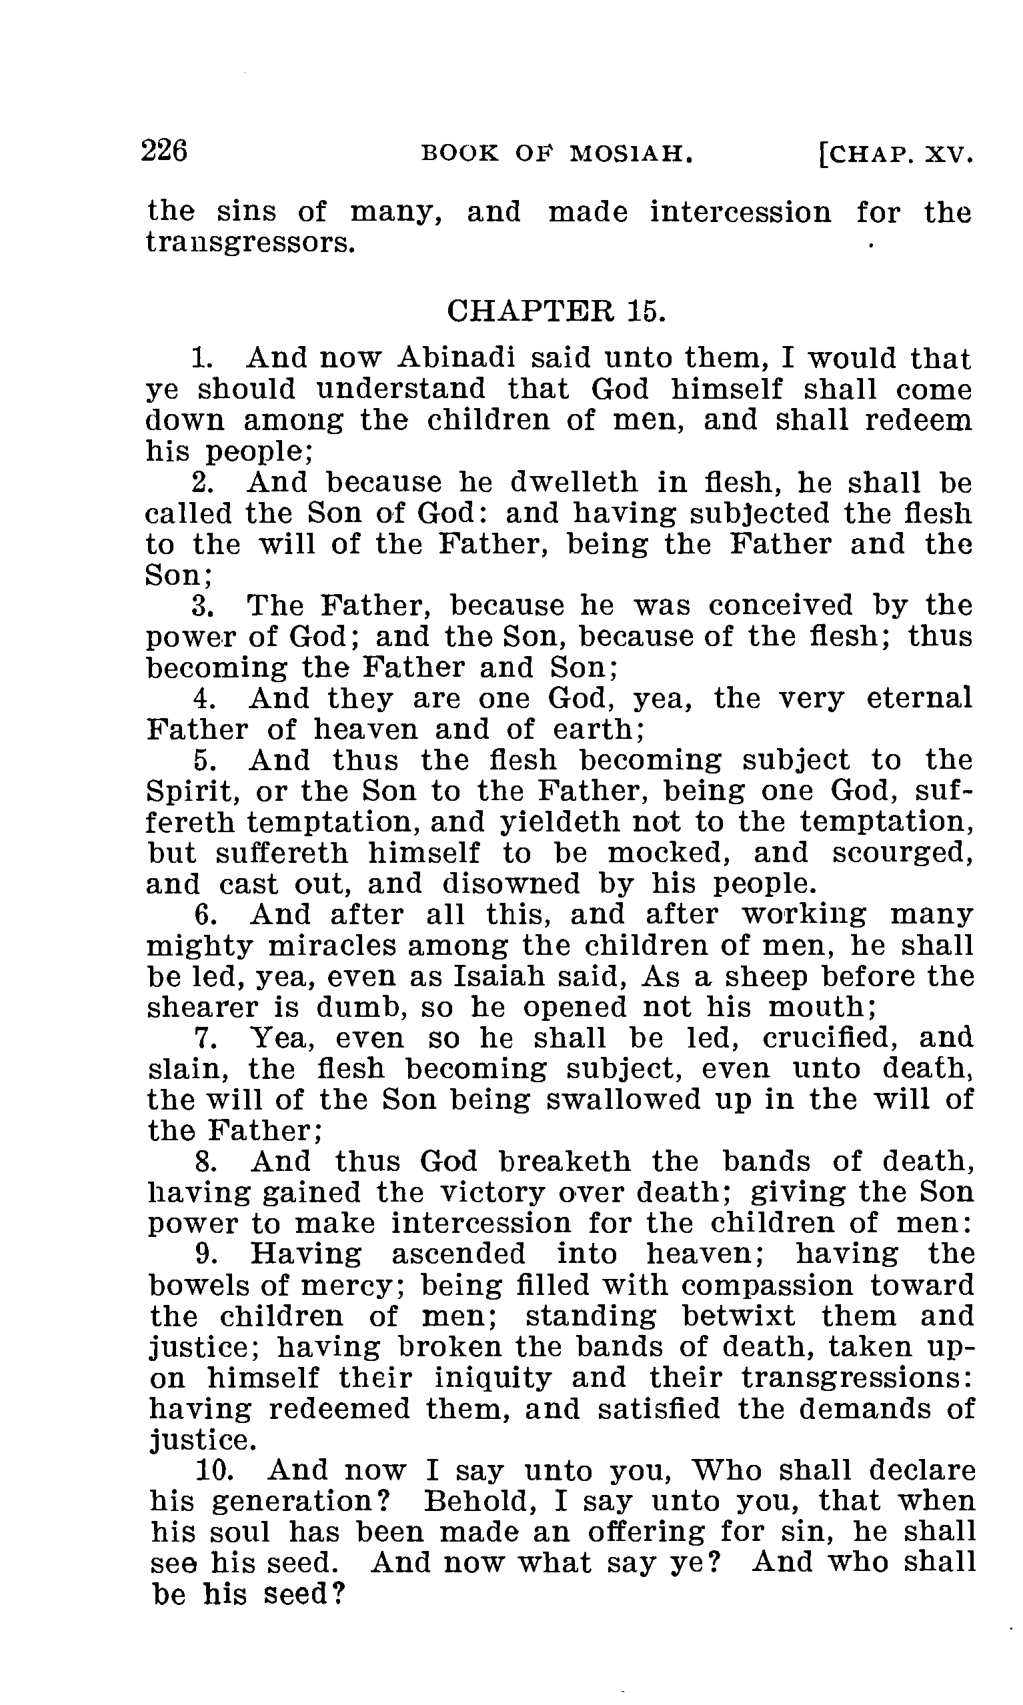 226 BOOK OF MOSIAH. [CHAP. XV.
the sins of many, and made intercession for the
transgressors.
CHAPTER 15.
1. And now Abinadi said unto them, I would that
ye should understand that God himself shall come
down among the children of men, and shall redeem
his people;
2. And because he dwelleth in flesh, he shall be
called the Son of God: and having subjected the flesh
to the will of the Father, being the Father and the
Son;
3. The Father, because he was conceived by the
power of God; and the Son, because of the flesh; thus
becoming the Father and Son;
4. And they are one God, yea, the very eternal
Father of heaven and of earth;
5. And thus the flesh becoming subject to the
Spirit, or the Son to the Father, being one God, suf-
fereth temptation, and yieldeth not to the temptation,
but suffereth himself to be mocked, and scourged,
and cast out, and disowned by his people.
6. And after all this, and after working many
mighty miracles among the children of men, he shall
be led, yea, even as Isaiah said, As a sheep before the
shearer is dumb, so he opened not his mouth;
7. Yea, even so he shall be led, crucified, and
slain, the flesh becoming subject, even unto death,
the will of the Son being swallowed up in the will of
the Father;
8. And thus God breaketh the bands of death,
having gained the victory over death; giving the Son
power to make intercession for the children of men:
9. Having ascended into heaven; having the
bowels of mercy; being filled with compassion toward
the children of men; standing betwixt them and
justice; having broken the bands of death, taken up-
on himself their iniquity and their transgressions:
having redeemed them, and satisfied the demands of
justice.
10. And now I say unto you, Who shall declare
his generation? Behold, I say unto you, that when
his soul has been made an offering for sin, he shall
see his seed. And now what say ye? And who shall
be his seed?